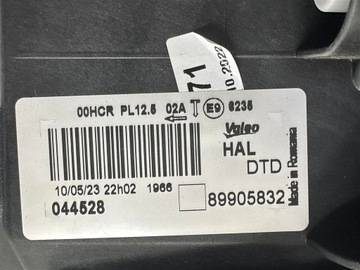 71
10.2022
00HCR PL12.5 02A E9 6235
Valeo
HAL
DTD
Made in Romania
10/05/23 22h02 1966
044528
89905832